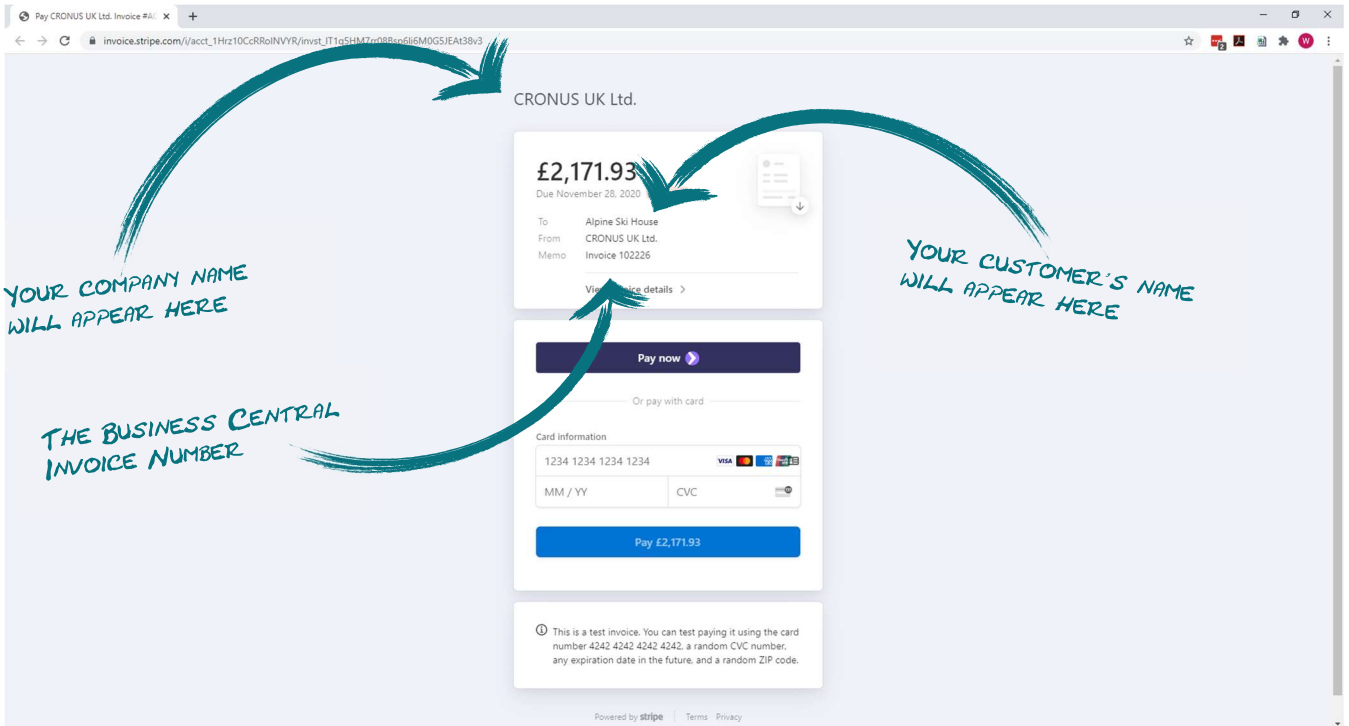 Pay CRONUS UK Ltd. Invoice #A
invoice.stripe.com/i/acct_1Hrz10CcRRoINVYR/invst_IT1q5HMZrr08Bsp6Ii6M0G5JEAt38v3
2
W
CRONUS UK Ltd.
£2,171.93
Due November 28, 2020
To Alpine Ski House
From CRONUS UK Ltd.
Memo Invoice 102226
details
YOUR COMPANY NAME
WILL APPEAR HERE
YOUR CUSTOMER'S NAME
WILL APPEAR HERE
Pay now
Or pay with card
THE BUSINESS CENTRAL
INVOICE NUMBER
Card information
1234 1234 1234 1234
VISA
MM / YY CVC
Pay £2,171.93
This is a test invoice. You can test paying it using the card
number 4242 4242 4242 4242, a random CVC number,
any expiration date in the future, and a random ZIP code.
Powered by stripe Terms Privacy